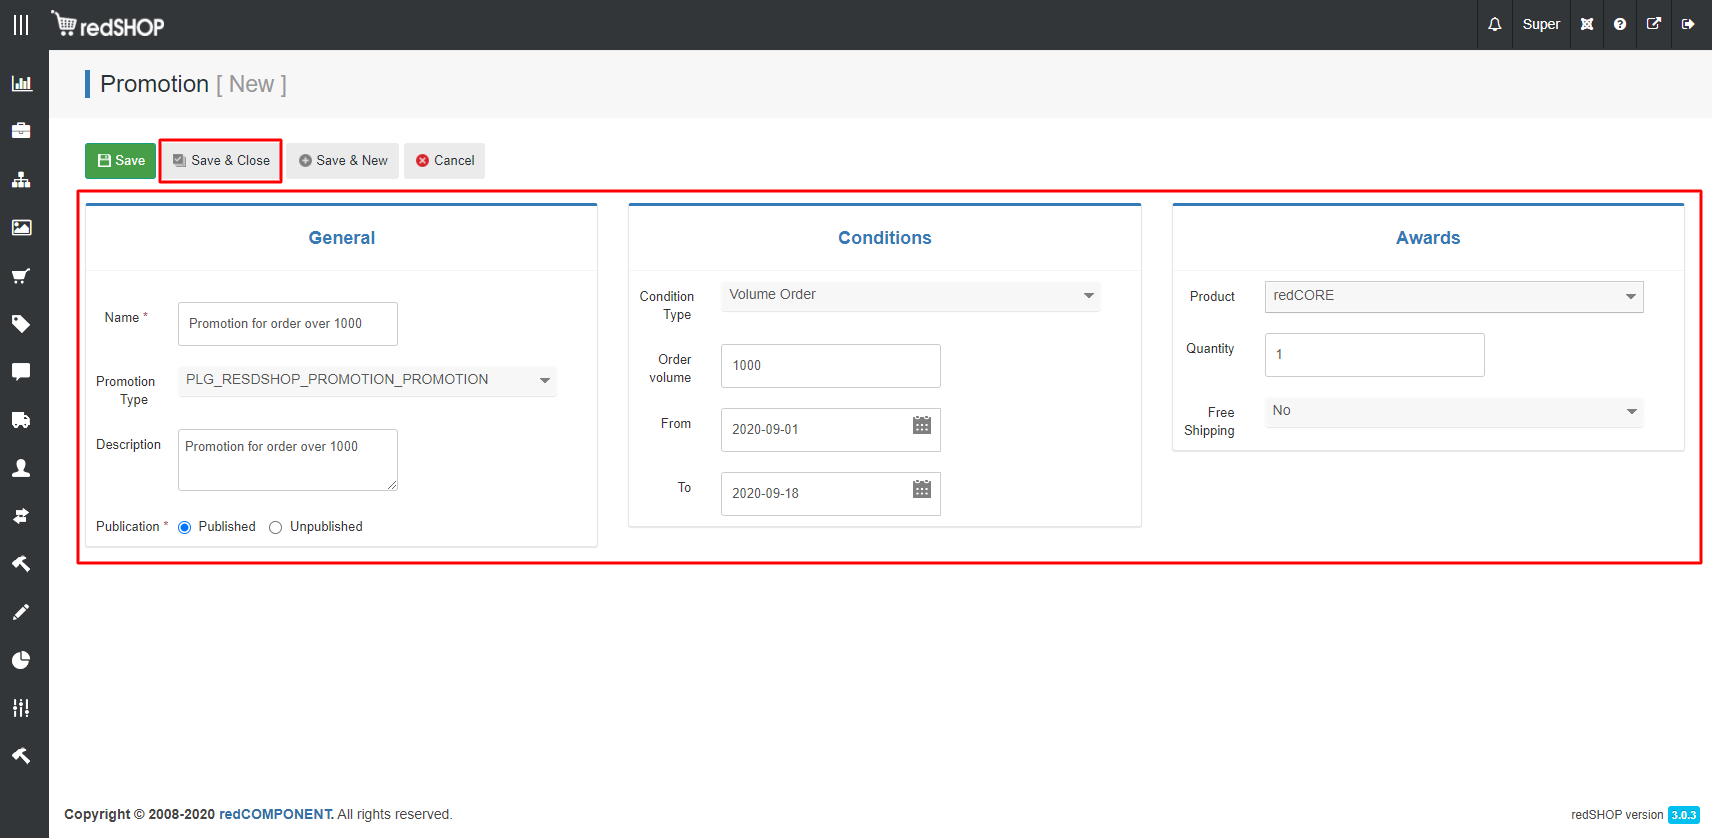 redSHOP
Super
Promotion [ New ]
Save
Save & Close
Save & New
Cancel
General
Name *
Promotion for order over 1000
Promotion
Type
PLG_RESDSHOP_PROMOTION_PROMOTION
Description
Promotion for order over 1000
Publication *
Published
Unpublished
Conditions
Condition
Type
Volume Order
Order
volume
1000
From
2020-09-01
To
2020-09-18
Awards
Product
redCORE
Quantity
1
Free
Shipping
No
Copyright © 2008-2020 redCOMPONENT. All rights reserved.
redSHOP version 3.0.3